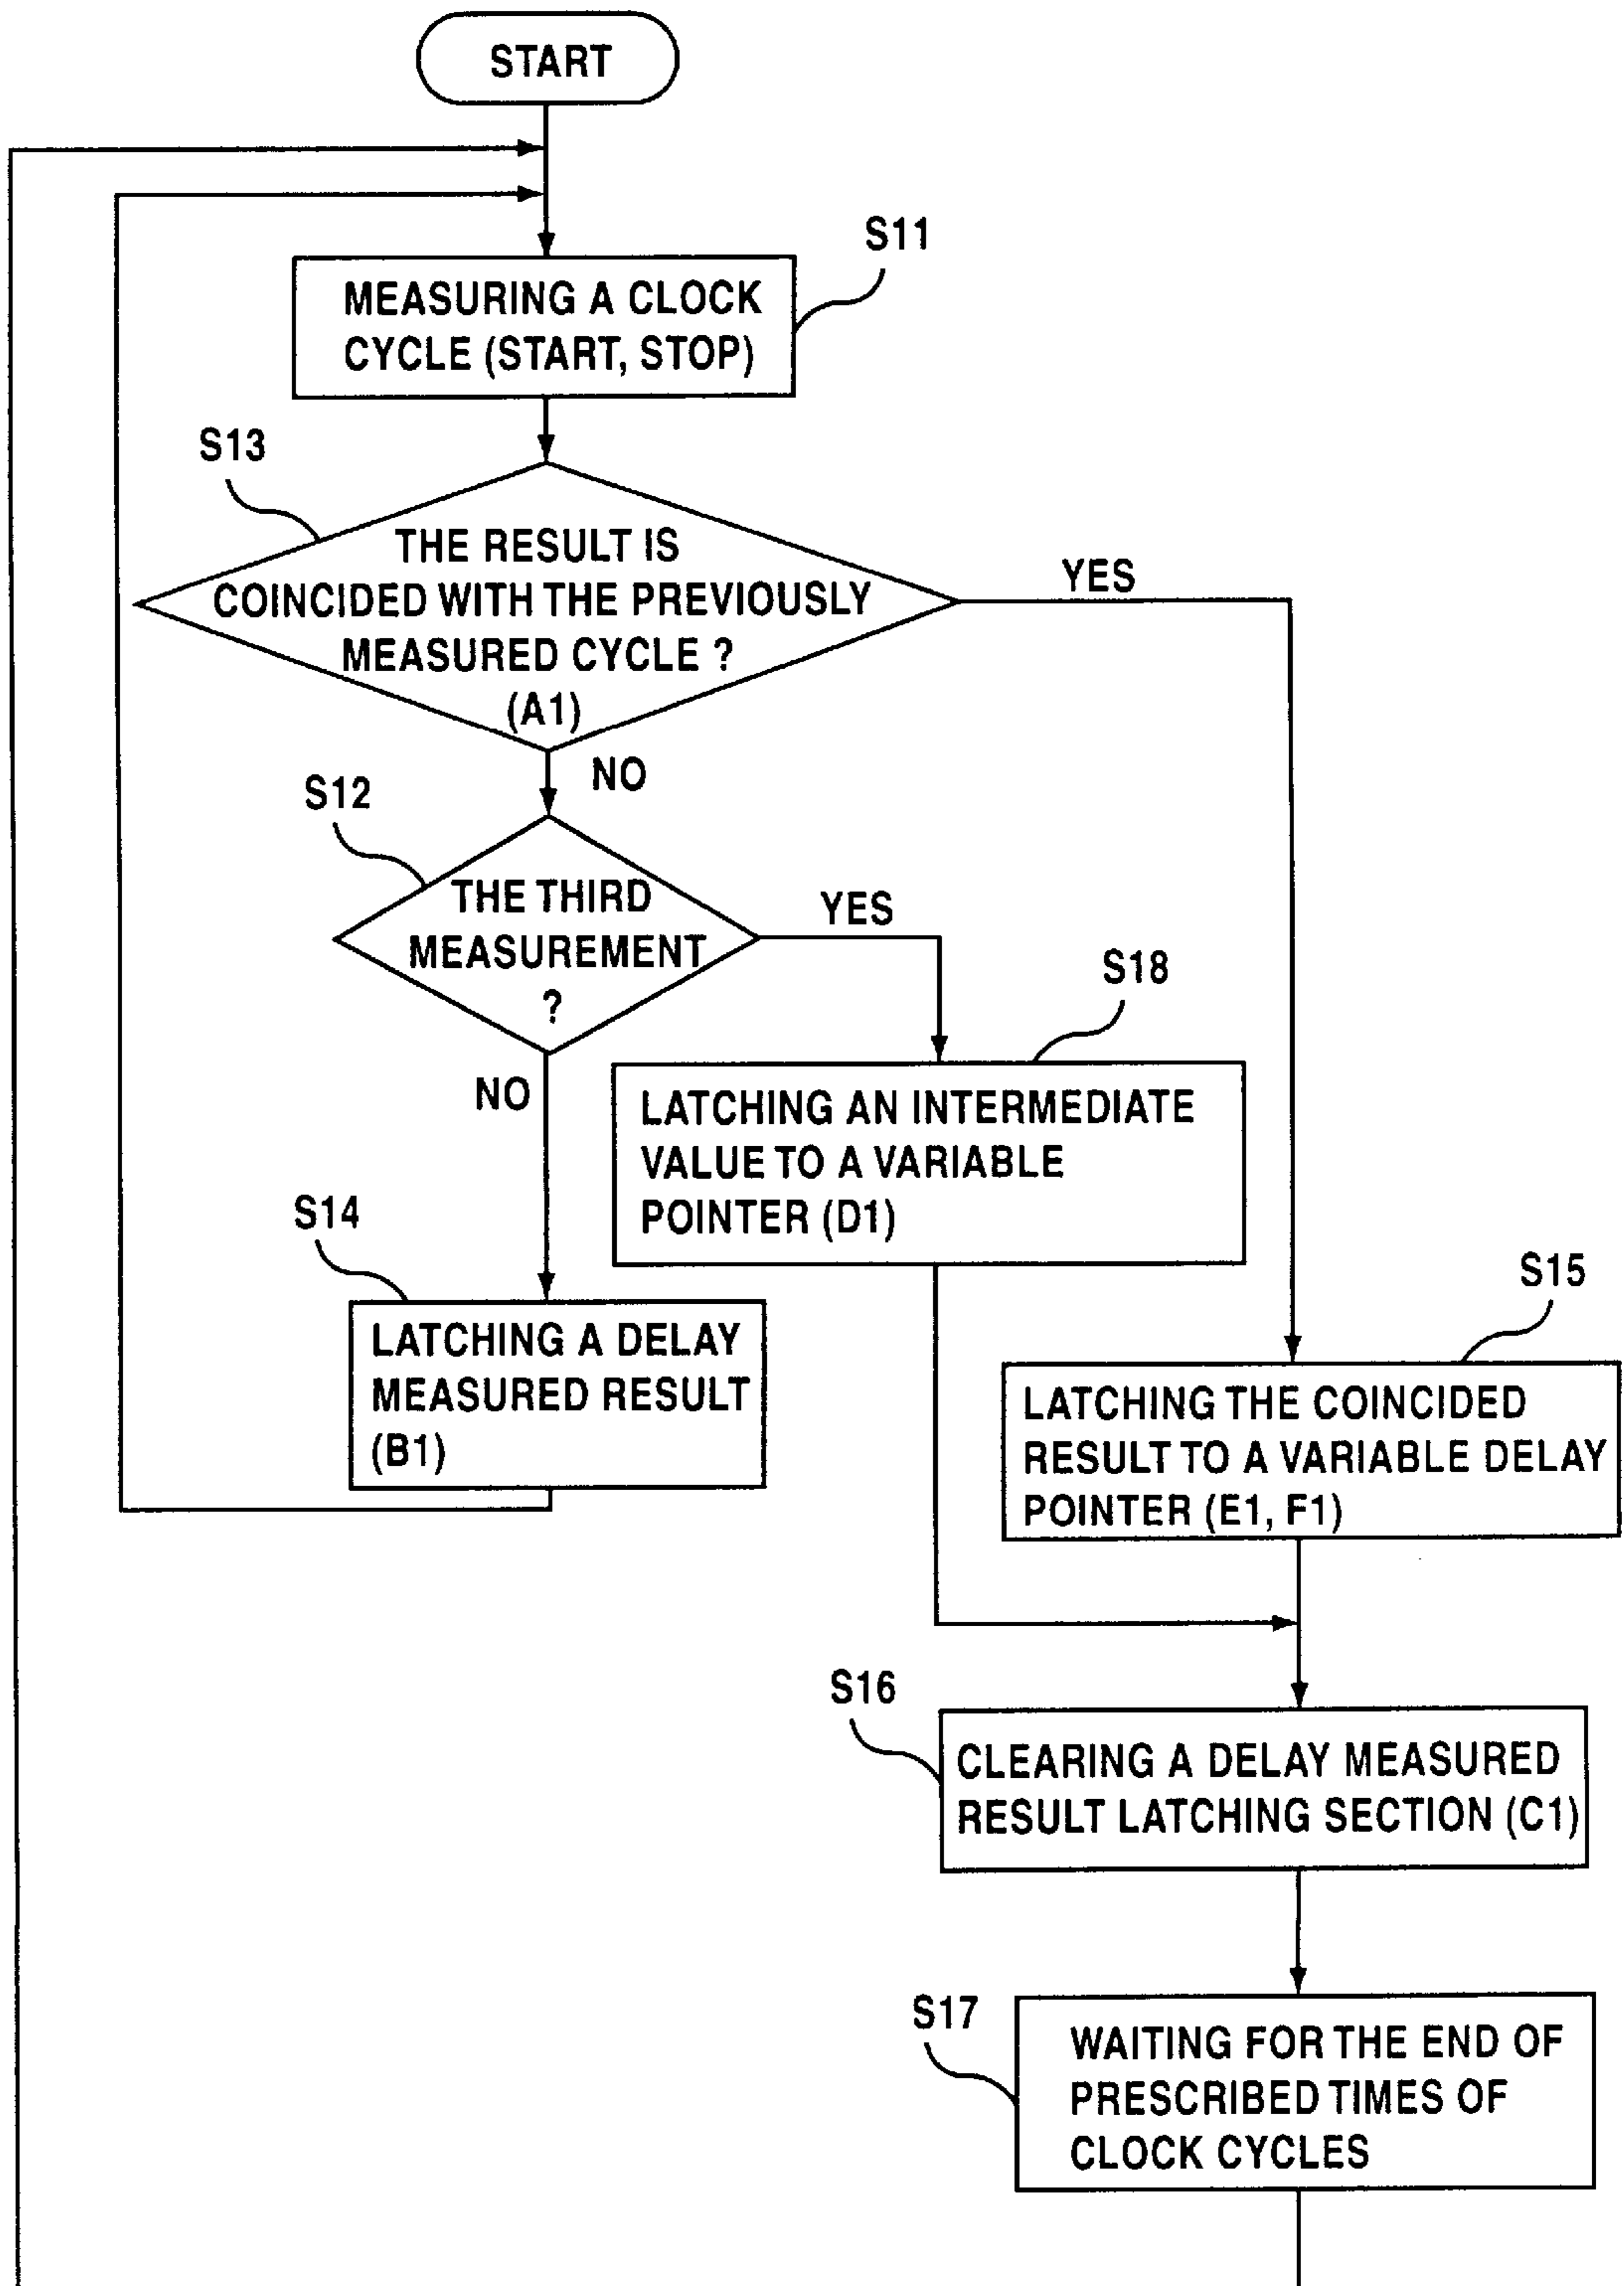 START
S11
MEASURING A CLOCK
CYCLE (START, STOP)
S13
THE RESULT IS
COINCIDED WITH THE PREVIOUSLY
MEASURED CYCLE ?
(A1)
YES
NO
S12
THE THIRD
MEASUREMENT
?
YES
NO
S18
LATCHING AN INTERMEDIATE
VALUE TO A VARIABLE
POINTER (D1)
S14
LATCHING A DELAY
MEASURED RESULT
(B1)
S15
LATCHING THE COINCIDED
RESULT TO A VARIABLE DELAY
POINTER (E1, F1)
S16
CLEARING A DELAY MEASURED
RESULT LATCHING SECTION (C1)
S17
WAITING FOR THE END OF
PRESCRIBED TIMES OF
CLOCK CYCLES